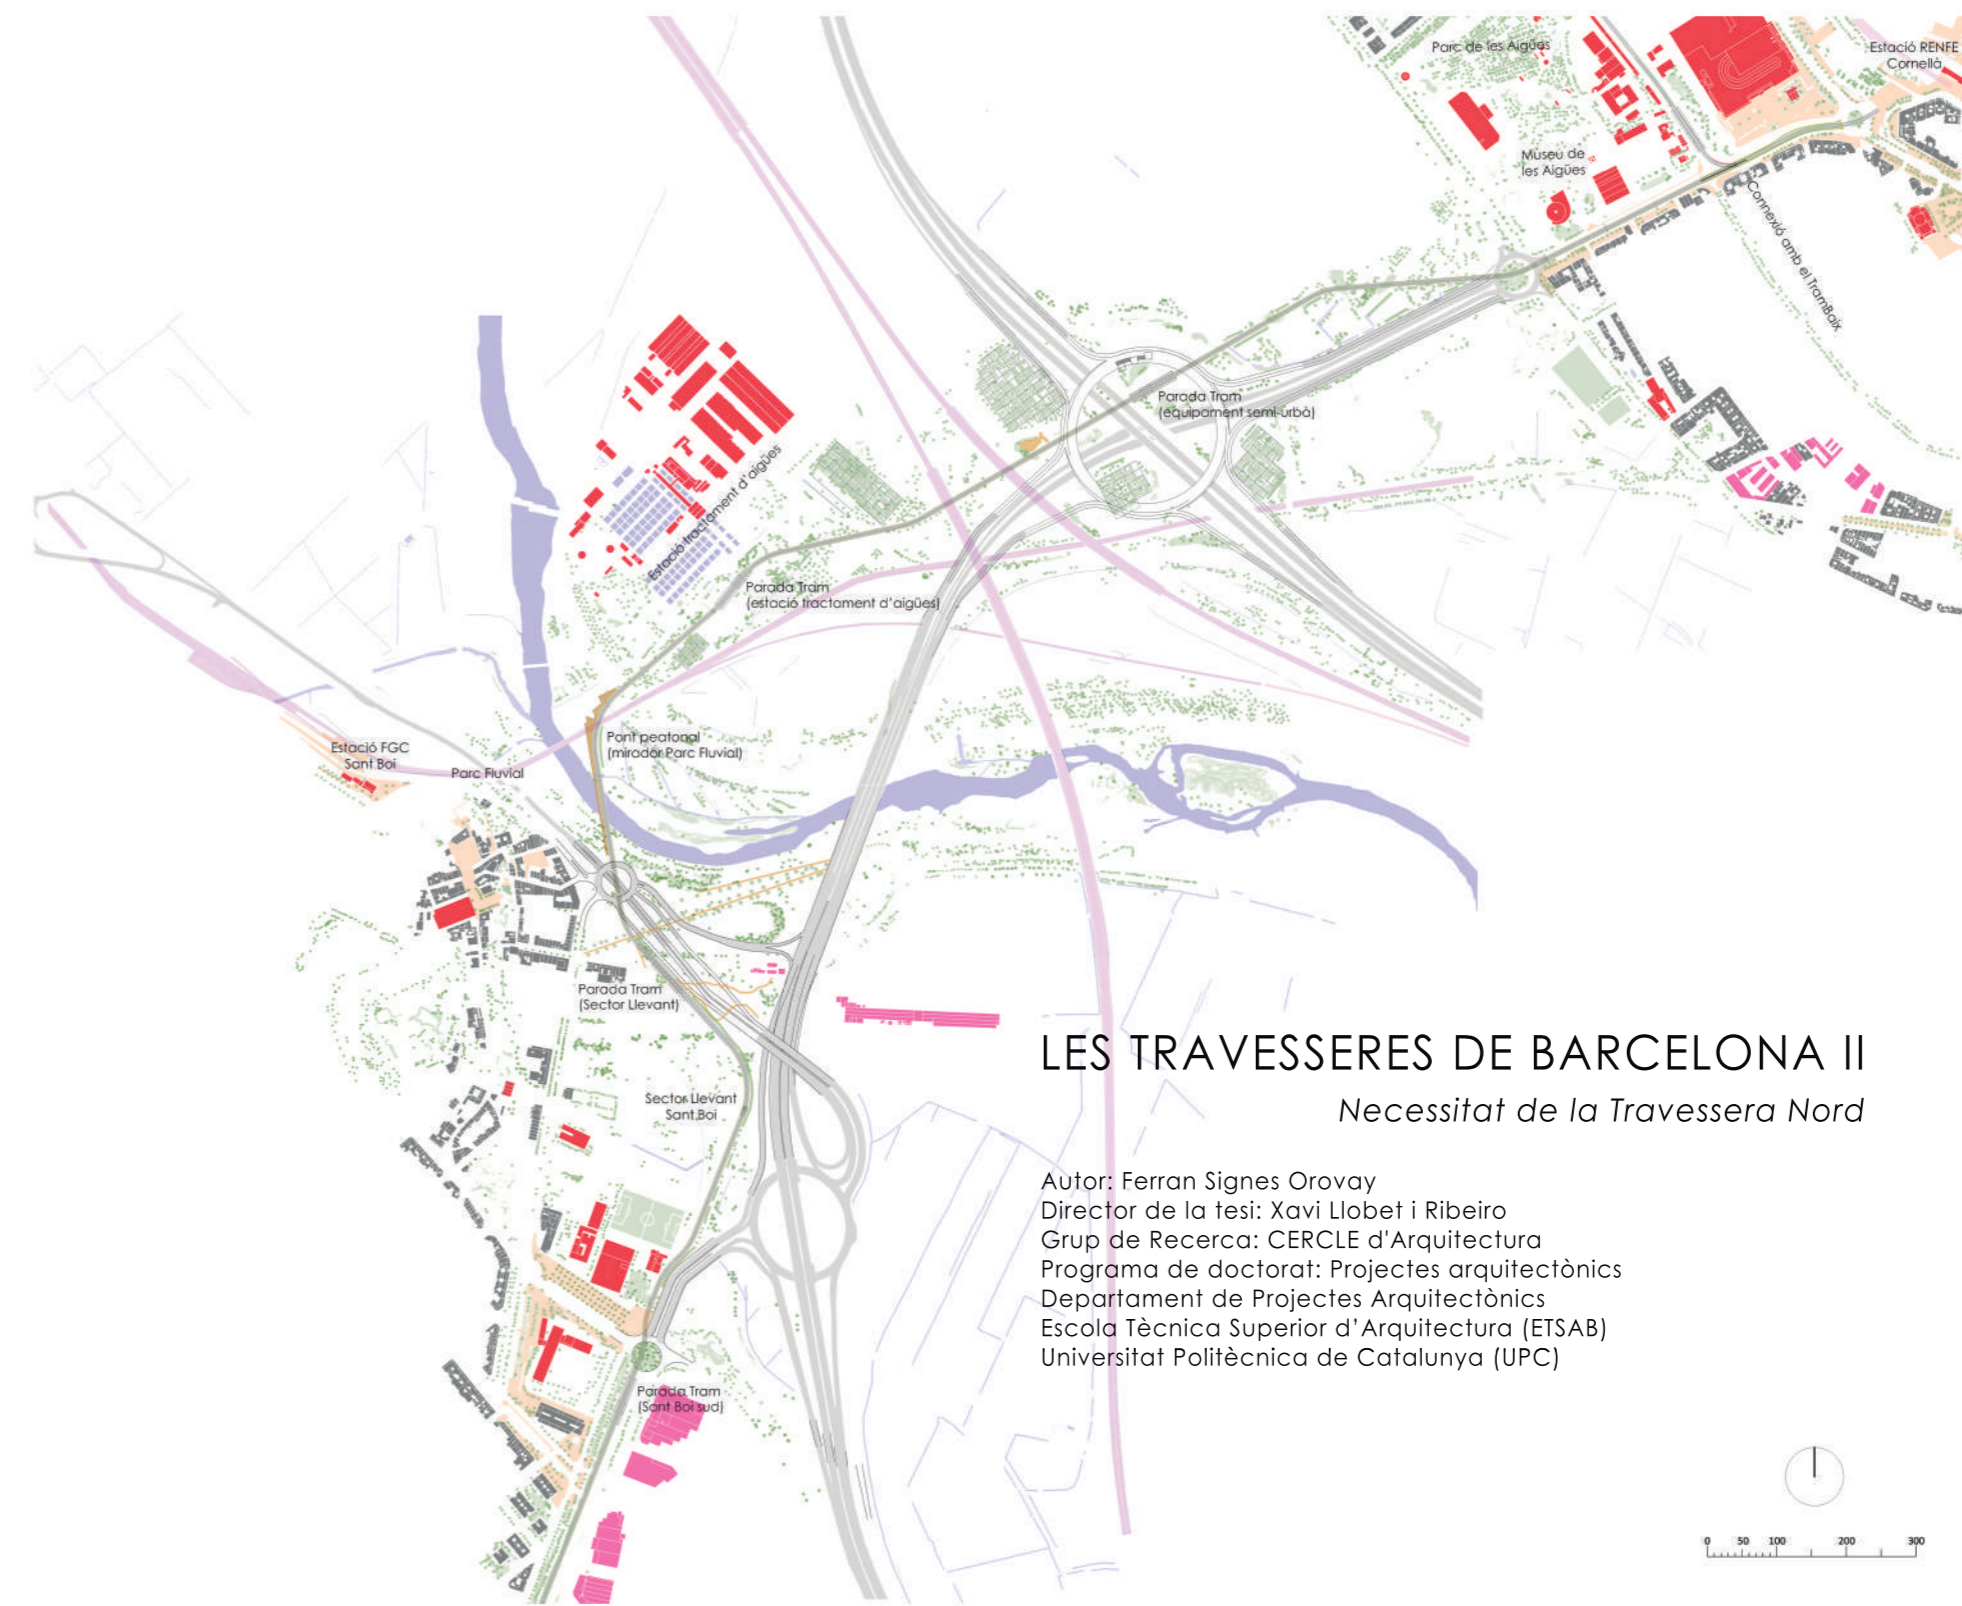 Parc de les Aigües
Estació RENFE
Cornellà
Museu de
les Aigües
Connexió amb el TramBaix
Parada Tram
(equipament semi-urbà)
Estació tractament d'aigües
Parada Tram
(estació tractament d'aigües)
Pont peatonal
(mirador Parc Fluvial)
Estació FGC
Sant Boi
Parc Fluvial
Parada Tram
(Sector Llevant)
Sector Llevant
Sant Boi
Parada Tram
(Sant Boi sud)
LES TRAVESSERES DE BARCELONA II
Necessitat de la Travessera Nord
Autor: Ferran Signes Orovay
Director de la tesi: Xavi Llobet i Ribeiro
Grup de Recerca: CERCLE d'Arquitectura
Programa de doctorat: Projectes arquitectònics
Departament de Projectes Arquitectònics
Escola Tècnica Superior d'Arquitectura (ETSAB)
Universitat Politècnica de Catalunya (UPC)
0 50 100 200 300